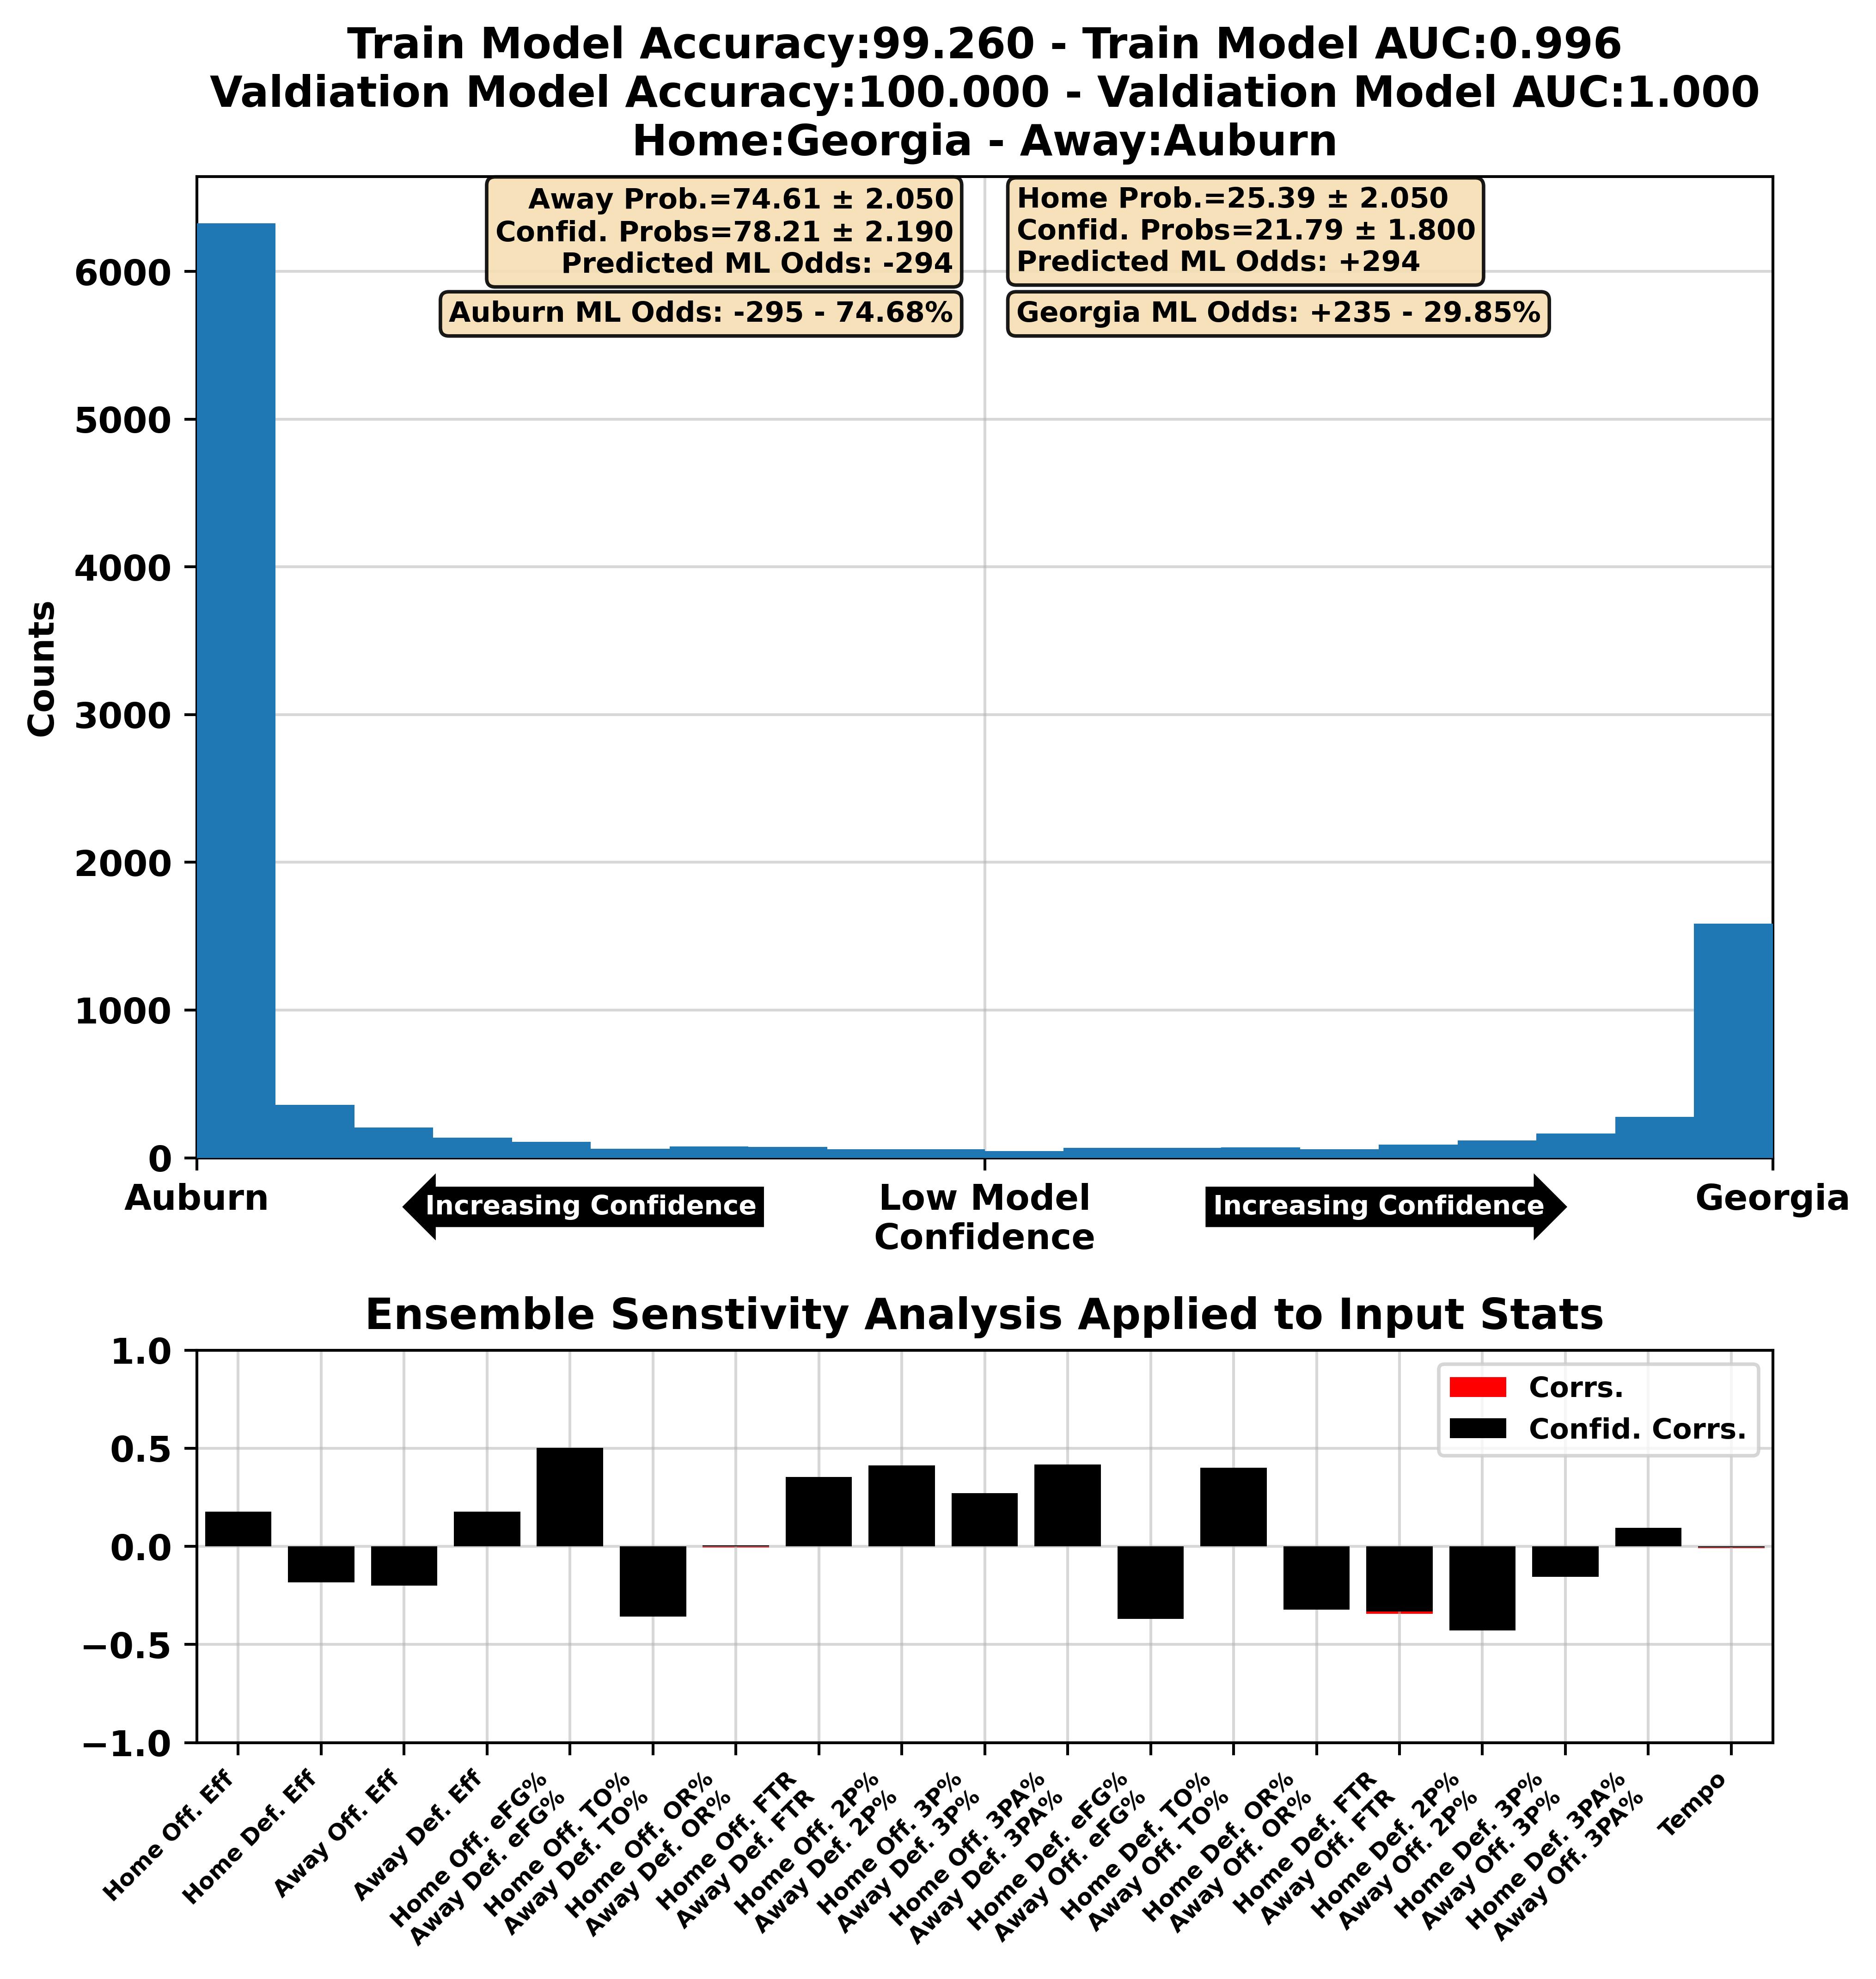 Train Model Accuracy:99.260 - Train Model AUC:0.996
Valdiation Model Accuracy:100.000 - Valdiation Model AUC:1.000
Home:Georgia - Away:Auburn
Away Prob.=74.61 ± 2.050
Confid. Probs=78.21 ± 2.190
Predicted ML Odds: -294
Auburn ML Odds: -295 - 74.68%
Home Prob.=25.39 ± 2.050
Confid. Probs=21.79 ± 1.800
Predicted ML Odds: +294
Georgia ML Odds: +235 - 29.85%
Counts
6000
5000
4000
3000
2000
1000
0
Auburn
Increasing Confidence
Low Model
Confidence
Increasing Confidence
Georgia
Ensemble Senstivity Analysis Applied to Input Stats
1.0
0.5
0.0
−0.5
−1.0
Corrs.
Confid. Corrs.
Home Off. Eff
Home Def. Eff
Away Off. Eff
Away Def. Eff
Home Off. eFG%
Away Def. eFG%
Home Off. TO%
Away Def. TO%
Home Off. OR%
Away Def. OR%
Home Off. FTR
Away Def. FTR
Home Off. 2P%
Away Def. 2P%
Home Off. 3P%
Away Def. 3P%
Home Off. 3PA%
Away Def. 3PA%
Home Def. eFG%
Away Off. eFG%
Home Def. TO%
Away Off. TO%
Home Def. OR%
Away Off. OR%
Home Def. FTR
Away Off. FTR
Home Def. 2P%
Away Off. 2P%
Home Def. 3P%
Away Off. 3P%
Home Def. 3PA%
Away Off. 3PA%
Tempo